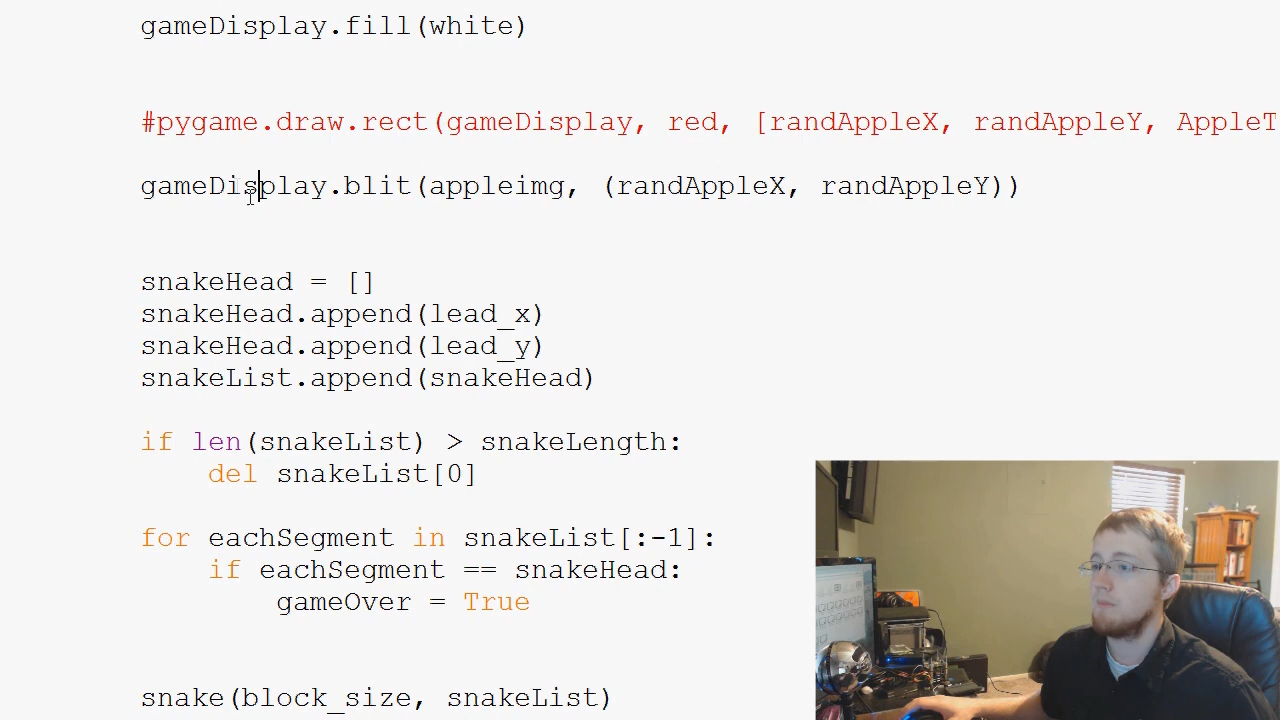 gameDisplay.fill(white)
#pygame.draw.rect(gameDisplay, red, [randAppleX, randAppleY, AppleT
gameDisplay.blit(appleimg, (randAppleX, randAppleY))
snakeHead = []
snakeHead.append(lead_x)
snakeHead.append(lead_y)
snakeList.append(snakeHead)
if len(snakeList) > snakeLength:
del snakeList[0]
for eachSegment in snakeList[:-1]:
if eachSegment == snakeHead:
gameOver = True
snake(block_size, snakeList)